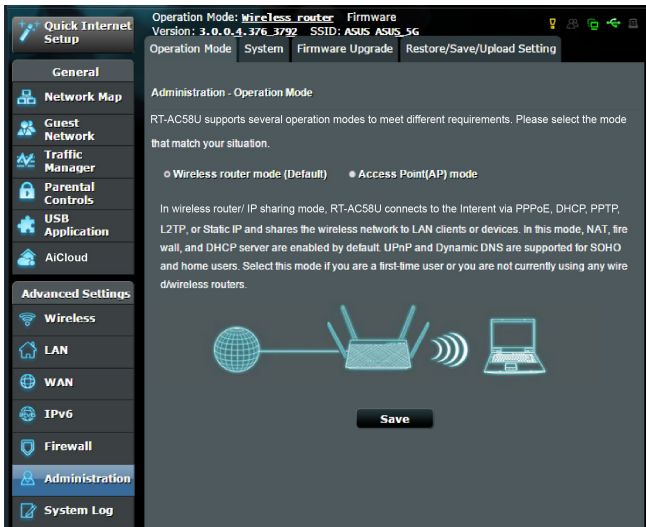 Quick Internet
Setup
Operation Mode: Wireless router Firmware
Version: 3.0.0.4.376_3792 SSID: ASUS ASUS_5G
Operation Mode System Firmware Upgrade Restore/Save/Upload Setting
General
Network Map
Guest
Network
Traffic
Manager
Parental
Controls
USB
Application
AiCloud
Advanced Settings
Wireless
LAN
WAN
IPv6
Firewall
Administration
System Log
Administration - Operation Mode
RT-AC58U supports several operation modes to meet different requirements. Please select the mode
that match your situation.
Wireless router mode (Default) Access Point(AP) mode
In wireless router/ IP sharing mode, RT-AC58U connects to the Interent via PPPoE, DHCP, PPTP,
L2TP, or Static IP and shares the wireless network to LAN clients or devices. In this mode, NAT, fire
wall, and DHCP server are enabled by default. UPnP and Dynamic DNS are supported for SOHO
and home users. Select this mode if you are a first-time user or you are not currently using any wire
d/wireless routers.
Save